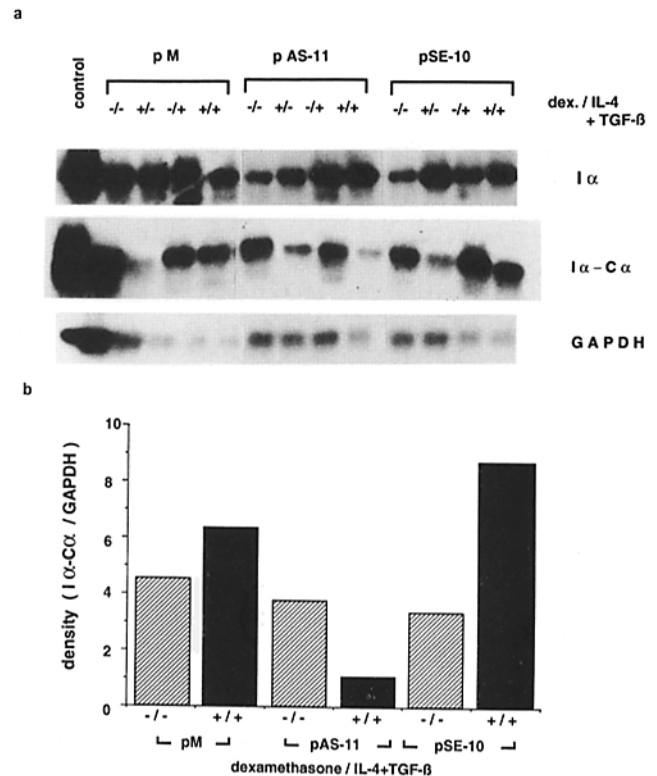 a
control
p M
p AS-11
pSE-10
-/- +/- -/+ +/+ -/- +/- -/+ +/+ -/- +/- -/+ +/+
dex. / IL-4
+ TGF-ß
I α
I α – C α
G A P D H
b
density ( I α-Cα / GAPDH )
10
8
6
4
2
0
- / - + / + - / - + / + - / - + / +
pM pAS-11 pSE-10
dexamethasone / IL-4+TGF-ß